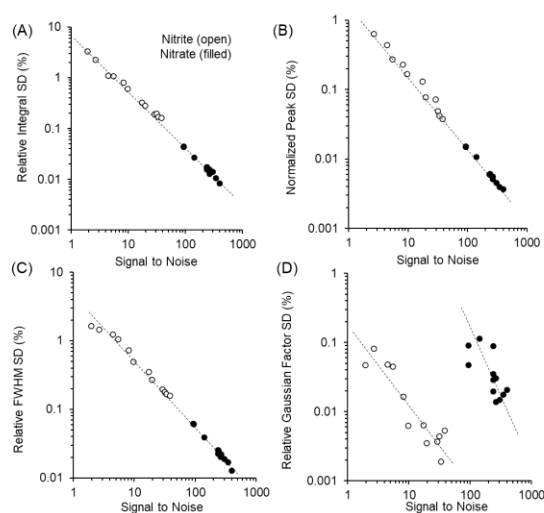 (A)
Nitrite (open)
Nitrate (filled)
Relative Integral SD (%)
10
1
0.1
0.01
0.001
1 10 100 1000
Signal to Noise
(B)
Normalized Peak SD (%)
1
0.1
0.01
0.001
1 10 100 1000
Signal to Noise
(C)
Relative FWHM SD (%)
10
1
0.1
0.01
1 10 100 1000
Signal to Noise
(D)
Relative Gaussian Factor SD (%)
1
0.1
0.01
0.001
1 10 100 1000
Signal to Noise